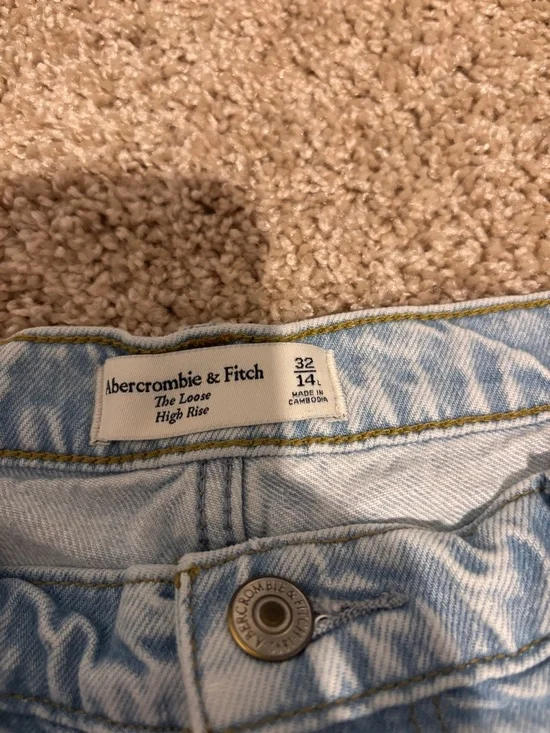 Abercrombie & Fitch
The Loose
High Rise
32
14L
MADE IN
CAMBODIA
ABERCROMBIE & FITCH